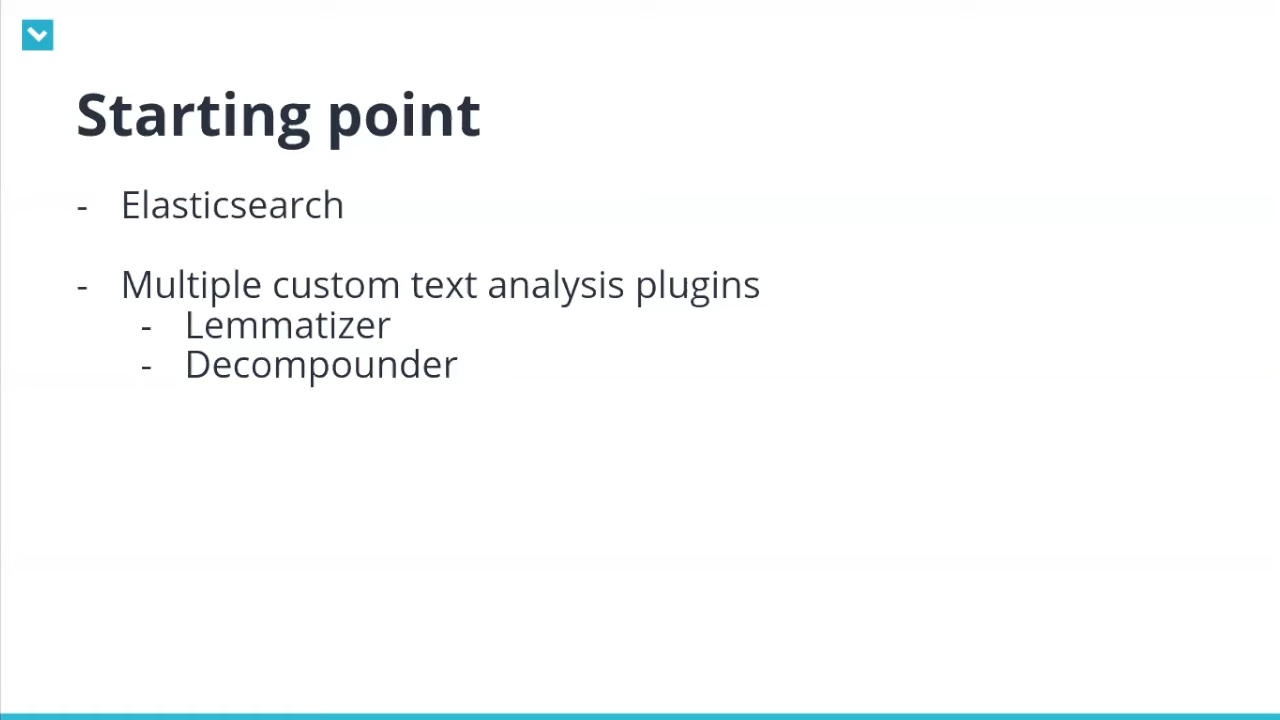 Starting point
- Elasticsearch
- Multiple custom text analysis plugins
- Lemmatizer
- Decompounder